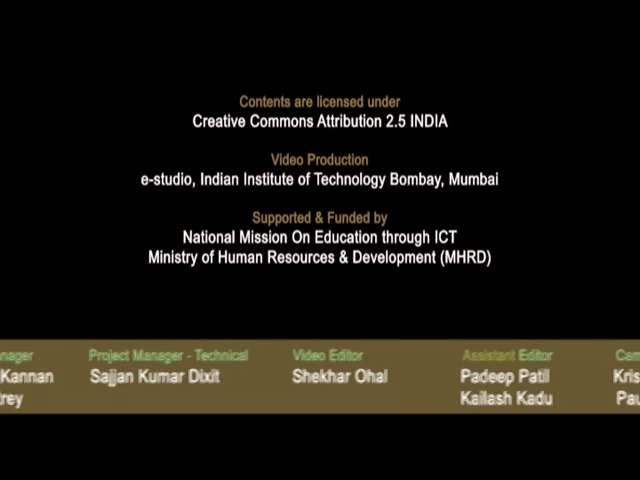 Contents are licensed under
Creative Commons Attribution 2.5 INDIA
Video Production
e-studio, Indian Institute of Technology Bombay, Mumbai
Supported & Funded by
National Mission On Education through ICT
Ministry of Human Resources & Development (MHRD)
Project Manager - Technical
Sajjan Kumar Dixit
Video Editor
Shekhar Ohal
Assistant Editor
Padeep Patil
Kailash Kadu
Kannan